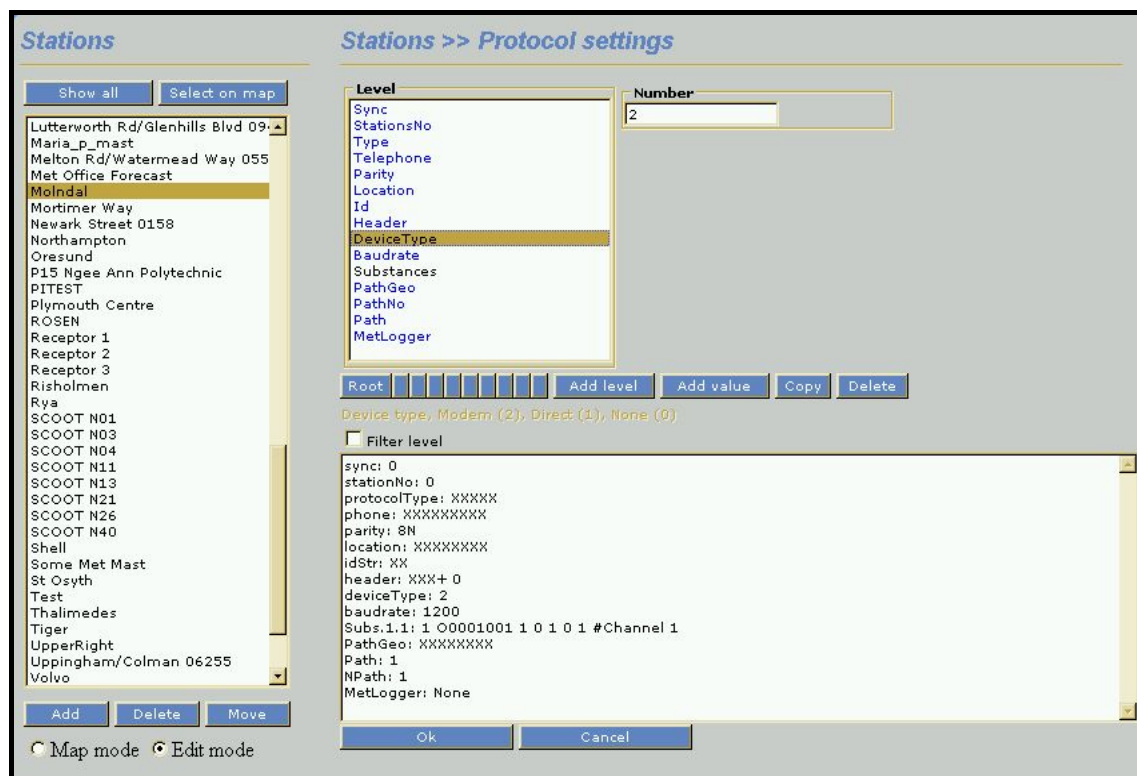 Stations
Show all
Select on map
Lutterworth Rd/Glenhills Blvd 094
Maria_p_mast
Melton Rd/Watermead Way 055
Met Office Forecast
Molndal
Mortimer Way
Newark Street 0158
Northampton
Oresund
P15 Ngee Ann Polytechnic
PITEST
Plymouth Centre
ROSEN
Receptor 1
Receptor 2
Receptor 3
Risholmen
Rya
SCOOT N01
SCOOT N03
SCOOT N04
SCOOT N11
SCOOT N13
SCOOT N21
SCOOT N26
SCOOT N40
Shell
Some Met Mast
St Osyth
Test
Thalimedes
Tiger
UpperRight
Uppingham/Colman 06255
Volvo
Add
Delete
Move
Map mode
Edit mode
Stations >> Protocol settings
Level
Sync
StationsNo
Type
Telephone
Parity
Location
Id
Header
DeviceType
Baudrate
Substances
PathGeo
PathNo
Path
MetLogger
Number
2
Root
Add level
Add value
Copy
Delete
Device type, Modem (2), Direct (1), None (0)
Filter level
sync: 0
stationNo: 0
protocolType: XXXXX
phone: XXXXXXXXX
parity: 8N
location: XXXXXXXX
idStr: XX
header: XXX+ 0
deviceType: 2
baudrate: 1200
Subs.1.1: 1 O0001001 1 0 1 0 1 #Channel 1
PathGeo: XXXXXXXX
Path: 1
NPath: 1
MetLogger: None
Ok
Cancel